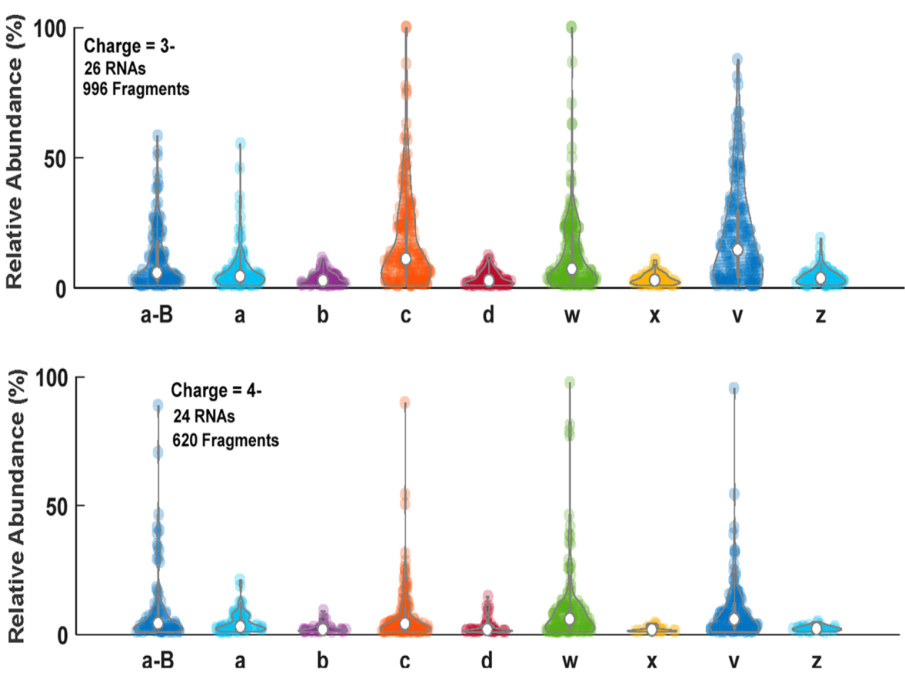 Relative Abundance (%)
100
50
0
Charge = 3-
26 RNAs
996 Fragments
a-B a b c d w x v z
Relative Abundance (%)
100
50
0
Charge = 4-
24 RNAs
620 Fragments
a-B a b c d w x v z